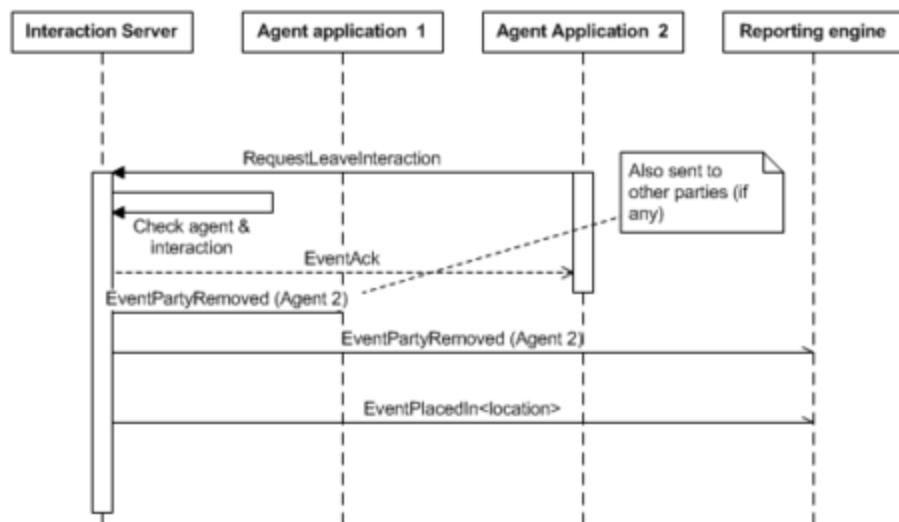 Interaction Server
Agent application 1
Agent Application 2
Reporting engine
RequestLeaveInteraction
Also sent to
other parties (if
any)
Check agent &
interaction
EventAck
EventPartyRemoved (Agent 2)
EventPartyRemoved (Agent 2)
EventPlacedIn<location>